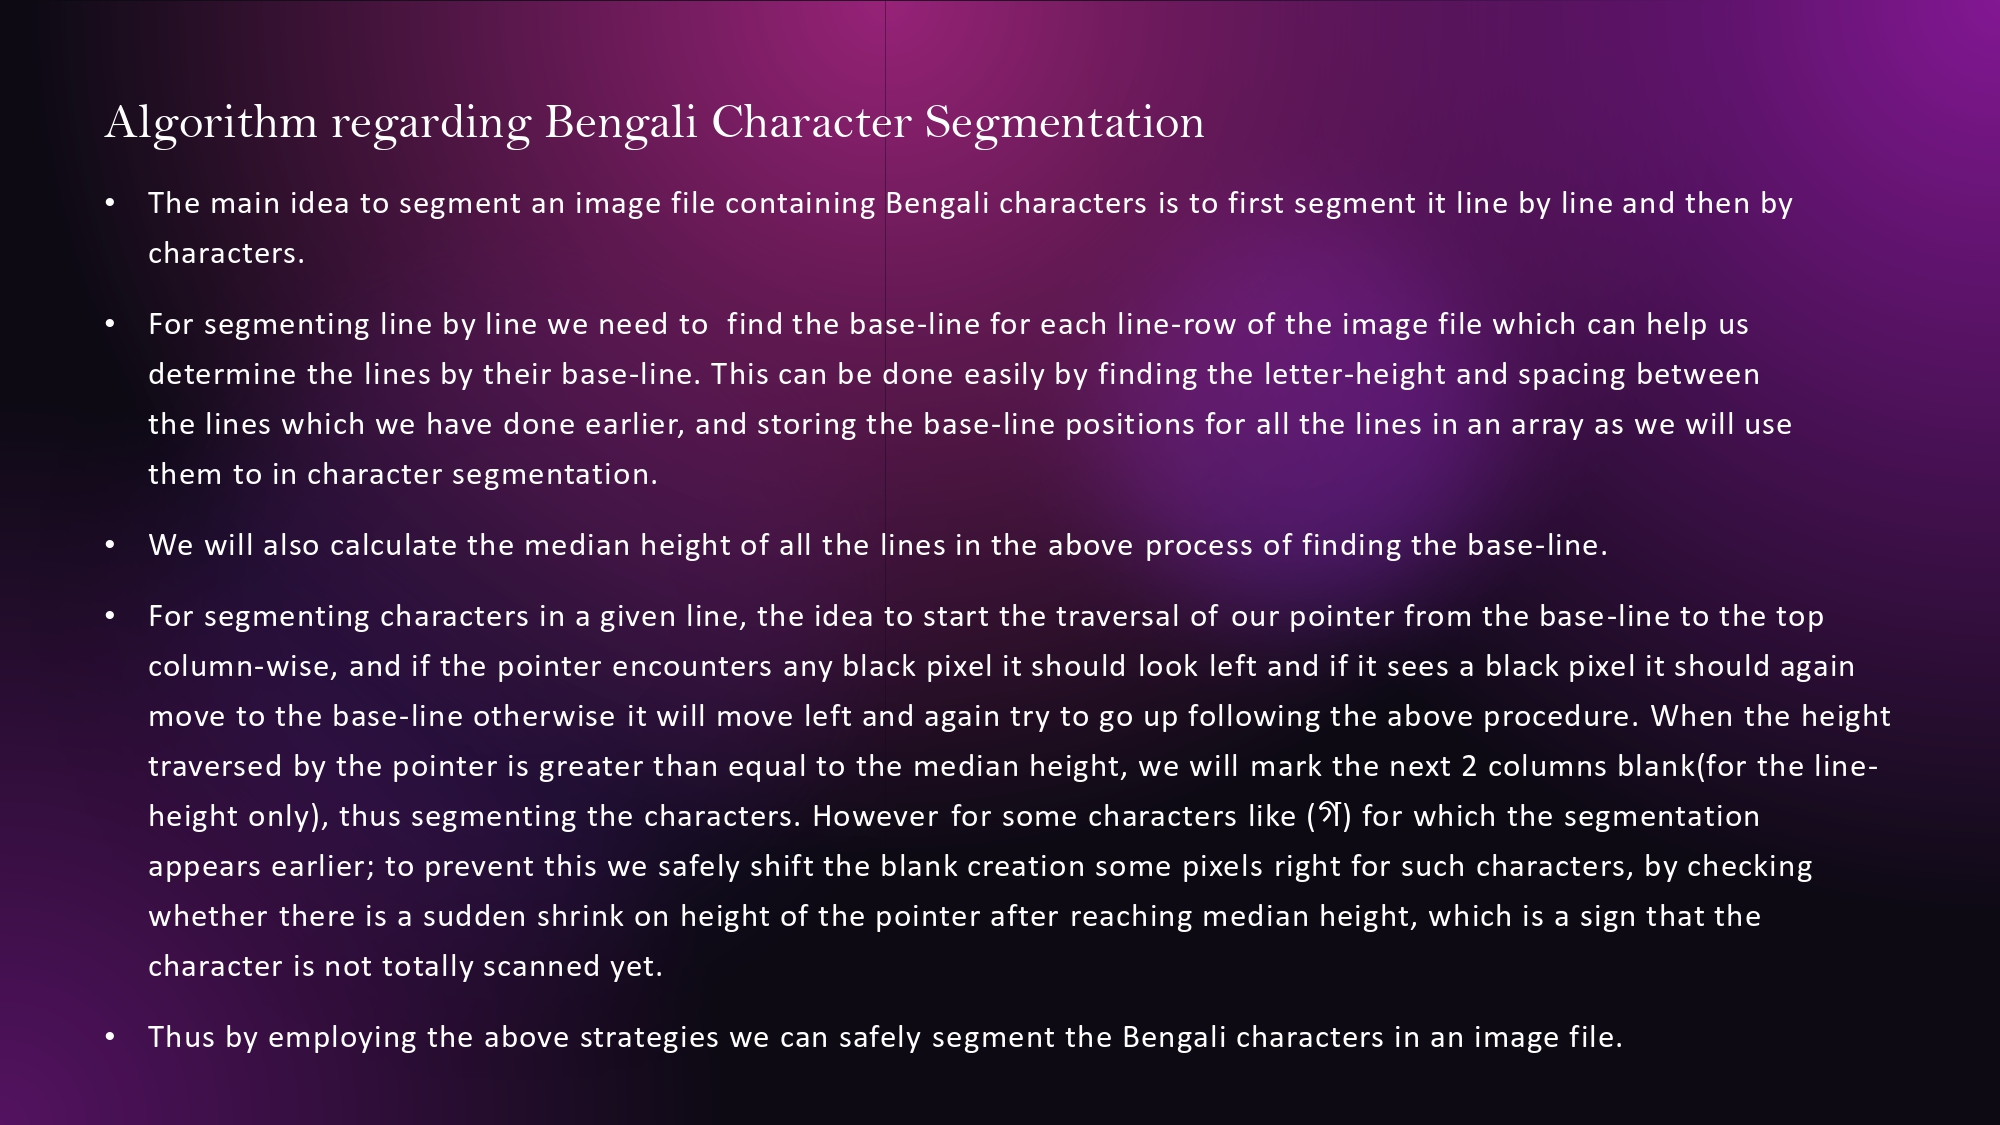 Algorithm regarding Bengali Character Segmentation
• The main idea to segment an image file containing Bengali characters is to first segment it line by line and then by
characters.
• For segmenting line by line we need to  find the base-line for each line-row of the image file which can help us
determine the lines by their base-line. This can be done easily by finding the letter-height and spacing between
the lines which we have done earlier, and storing the base-line positions for all the lines in an array as we will use
them to in character segmentation.
• We will also calculate the median height of all the lines in the above process of finding the base-line.
• For segmenting characters in a given line, the idea to start the traversal of our pointer from the base-line to the top
column-wise, and if the pointer encounters any black pixel it should look left and if it sees a black pixel it should again
move to the base-line otherwise it will move left and again try to go up following the above procedure. When the height
traversed by the pointer is greater than equal to the median height, we will mark the next 2 columns blank(for the line-
height only), thus segmenting the characters. However for some characters like (গ) for which the segmentation
appears earlier; to prevent this we safely shift the blank creation some pixels right for such characters, by checking
whether there is a sudden shrink on height of the pointer after reaching median height, which is a sign that the
character is not totally scanned yet.
• Thus by employing the above strategies we can safely segment the Bengali characters in an image file.